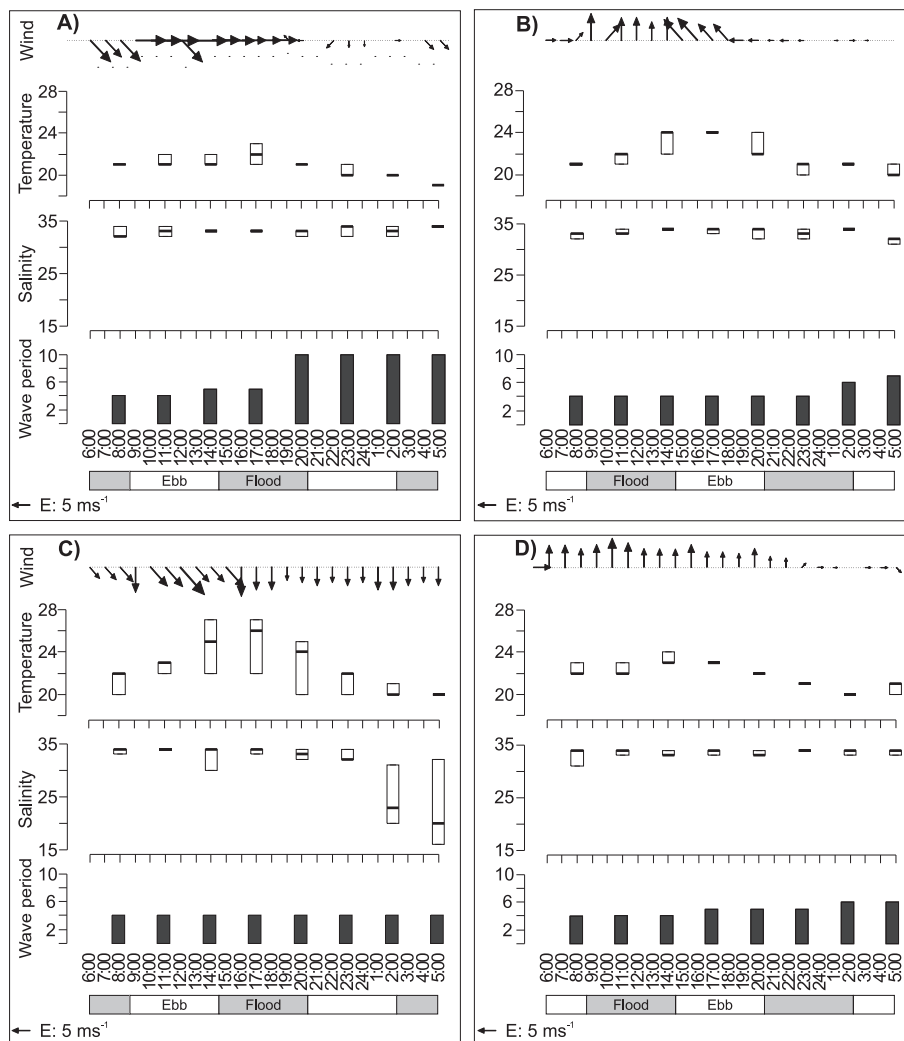 A)
Wind
Temperature
28
24
20
Salinity
35
25
15
Wave period
10
6
2
6:00 7:00 8:00 9:00 10:00 11:00 12:00 13:00 14:00 15:00 16:00 17:00 18:00 19:00 20:00 21:00 22:00 23:00 24:00 1:00 2:00 3:00 4:00 5:00
Ebb Flood
E: 5 ms⁻¹
B)
28
24
20
35
25
15
10
6
2
6:00 7:00 8:00 9:00 10:00 11:00 12:00 13:00 14:00 15:00 16:00 17:00 18:00 19:00 20:00 21:00 22:00 23:00 24:00 1:00 2:00 3:00 4:00 5:00
Flood Ebb
E: 5 ms⁻¹
C)
Wind
Temperature
28
24
20
Salinity
35
25
15
Wave period
10
6
2
6:00 7:00 8:00 9:00 10:00 11:00 12:00 13:00 14:00 15:00 16:00 17:00 18:00 19:00 20:00 21:00 22:00 23:00 24:00 1:00 2:00 3:00 4:00 5:00
Ebb Flood
E: 5 ms⁻¹
D)
28
24
20
35
25
15
10
6
2
6:00 7:00 8:00 9:00 10:00 11:00 12:00 13:00 14:00 15:00 16:00 17:00 18:00 19:00 20:00 21:00 22:00 23:00 24:00 1:00 2:00 3:00 4:00 5:00
Flood Ebb
E: 5 ms⁻¹